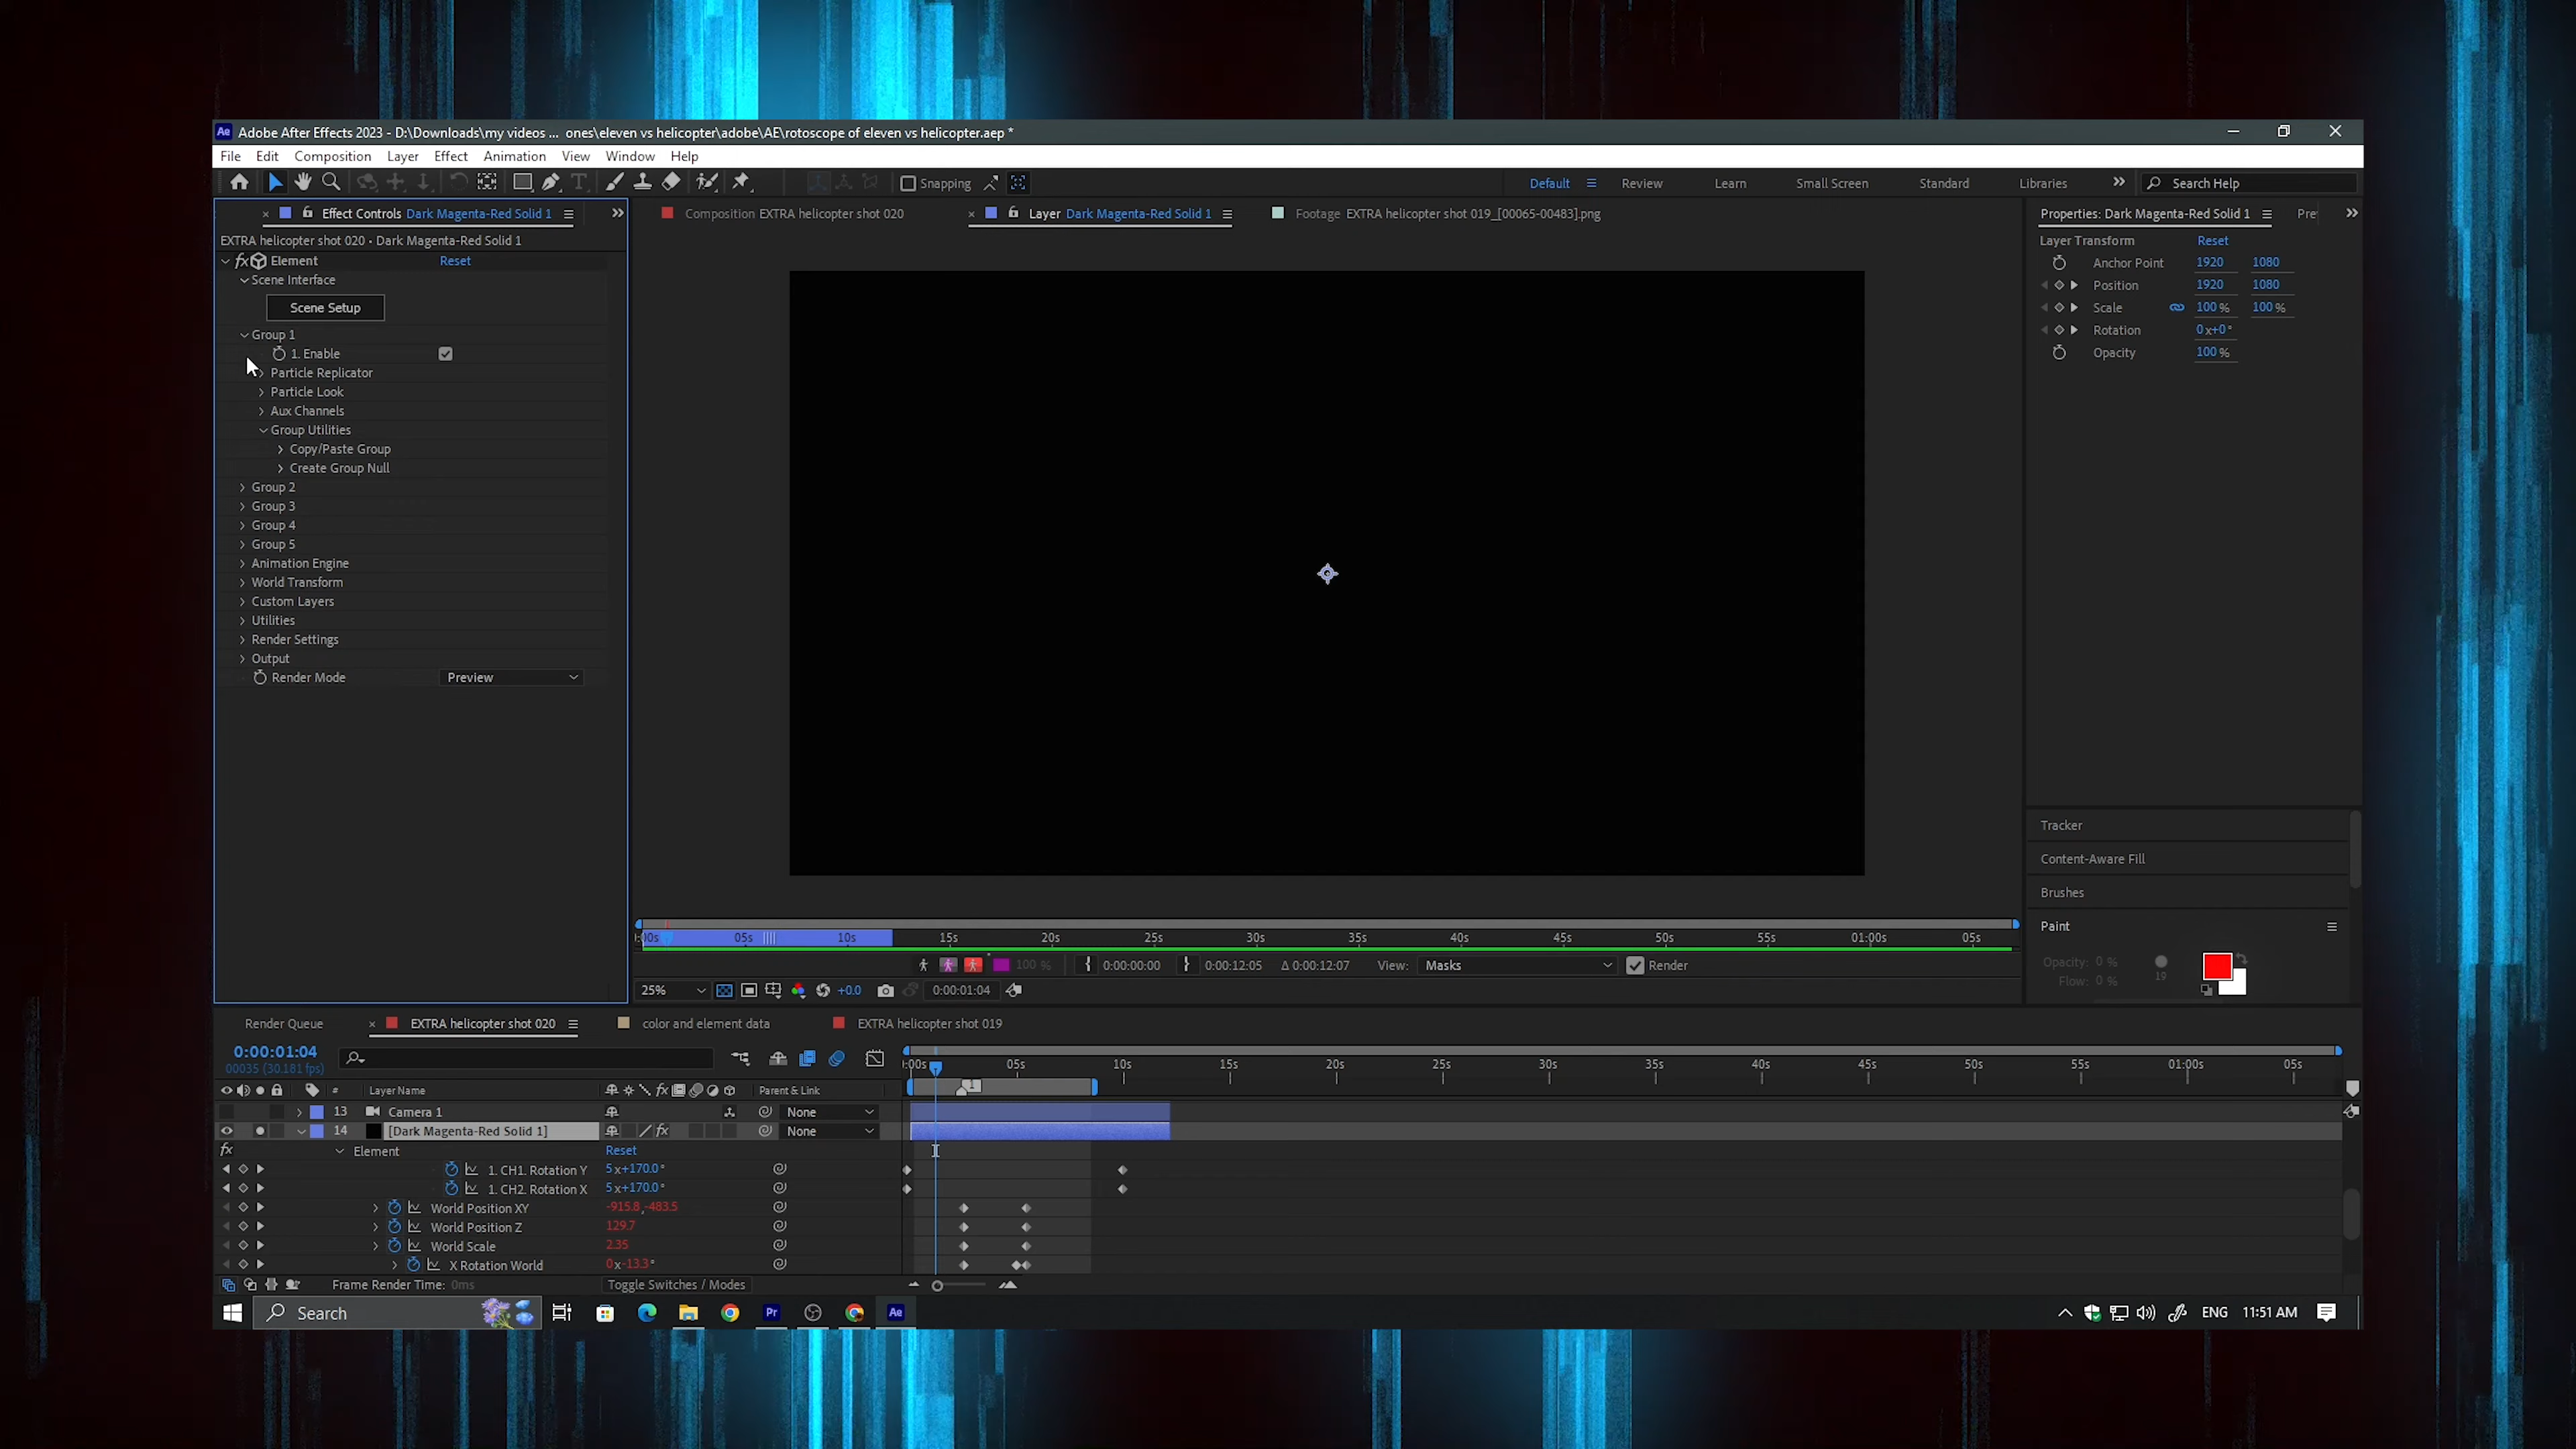 Ae Adobe After Effects 2023 - D:\Downloads\my videos ... ones\eleven vs helicopter\adobe\AE\rotoscope of eleven vs helicopter.aep *
File Edit Composition Layer Effect Animation View Window Help
Snapping Default Review Learn Small Screen Standard Libraries Search Help
Effect Controls Dark Magenta-Red Solid 1
EXTRA helicopter shot 020 • Dark Magenta-Red Solid 1
fx Element Reset
Scene Interface
Scene Setup
Group 1
1. Enable
Particle Replicator
Particle Look
Aux Channels
Group Utilities
Copy/Paste Group
Create Group Null
Group 2
Group 3
Group 4
Group 5
Animation Engine
World Transform
Custom Layers
Utilities
Render Settings
Output
Render Mode Preview
Composition EXTRA helicopter shot 020 Layer Dark Magenta-Red Solid 1 Footage EXTRA helicopter shot 019_[00065-00483].png
:00s 05s 10s 15s 20s 25s 30s 35s 40s 45s 50s 55s 01:00s 05s
100 % 0:00:00:00 0:00:12:05 Δ 0:00:12:07 View: Masks Render
25% +0.0 0:00:01:04
Properties: Dark Magenta-Red Solid 1
Layer Transform Reset
Anchor Point 1920 1080
Position 1920 1080
Scale 100 % 100 %
Rotation 0x+0°
Opacity 100 %
Tracker
Content-Aware Fill
Brushes
Paint
Opacity: 0 %
Flow: 0 %
19
Render Queue EXTRA helicopter shot 020 color and element data EXTRA helicopter shot 019
0:00:01:04
00035 (30.181 fps)
:00s 05s 10s 15s 20s 25s 30s 35s 40s 45s 50s 55s 01:00s 05s
1
# Layer Name fx Parent & Link
13 Camera 1 None
14 [Dark Magenta-Red Solid 1] fx None
fx Element Reset
1. CH1. Rotation Y 5x+170.0°
1. CH2. Rotation X 5x+170.0°
World Position XY -915.8,-483.5
World Position Z 129.7
World Scale 2.35
X Rotation World 0x-13.3°
Frame Render Time: 0ms Toggle Switches / Modes
Search Pr Ae ENG 11:51 AM